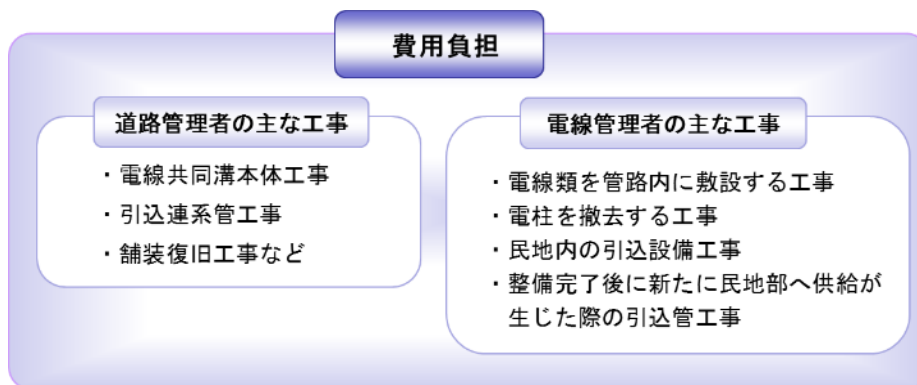 費用負担
道路管理者の主な工事
・電線共同溝本体工事
・引込連系管工事
・舗装復旧工事など
電線管理者の主な工事
・電線類を管路内に敷設する工事
・電柱を撤去する工事
・民地内の引込設備工事
・整備完了後に新たに民地部へ供給が
生じた際の引込管工事